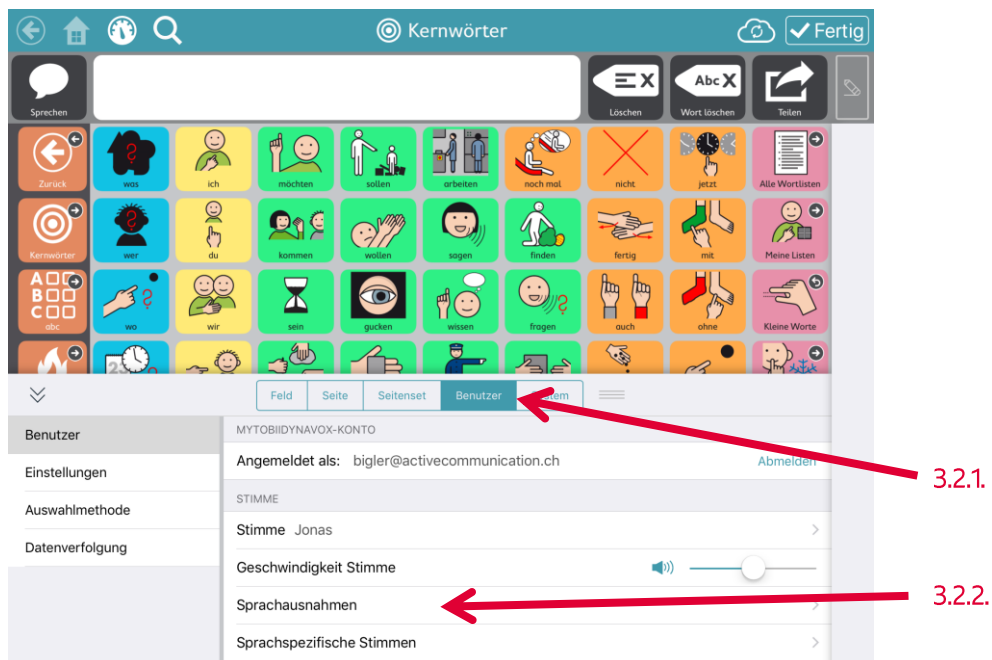 Kernwörter
Fertig
Sprechen
Abc X
X
Löschen
Wort löschen
Teilen
Zurück
was
ich
möchten
sollen
arbeiten
noch mal
nicht
jetzt
Alle Wortlisten
Kernwörter
wer
du
kommen
wollen
sagen
finden
fertig
mit
Meine Listen
A
B
C
abc
wo
wir
sein
gucken
wissen
fragen
auch
ohne
Kleine Worte
Feld
Seite
Seitenset
Benutzer
Benutzer
Einstellungen
Auswahlmethode
Datenverfolgung
MYTOBIIDYNAVOX-KONTO
Angemeldet als: bigler@activecommunication.ch
Abmelden
STIMME
Stimme Jonas
Geschwindigkeit Stimme
Sprachausnahmen
Sprachspezifische Stimmen
3.2.1.
3.2.2.